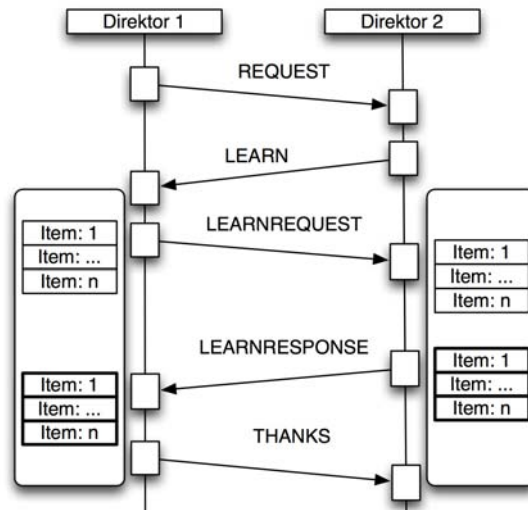 Direktor 1
Direktor 2
REQUEST
LEARN
LEARNREQUEST
Item: 1
Item: ...
Item: n
Item: 1
Item: ...
Item: n
LEARNRESPONSE
Item: 1
Item: ...
Item: n
Item: 1
Item: ...
Item: n
THANKS